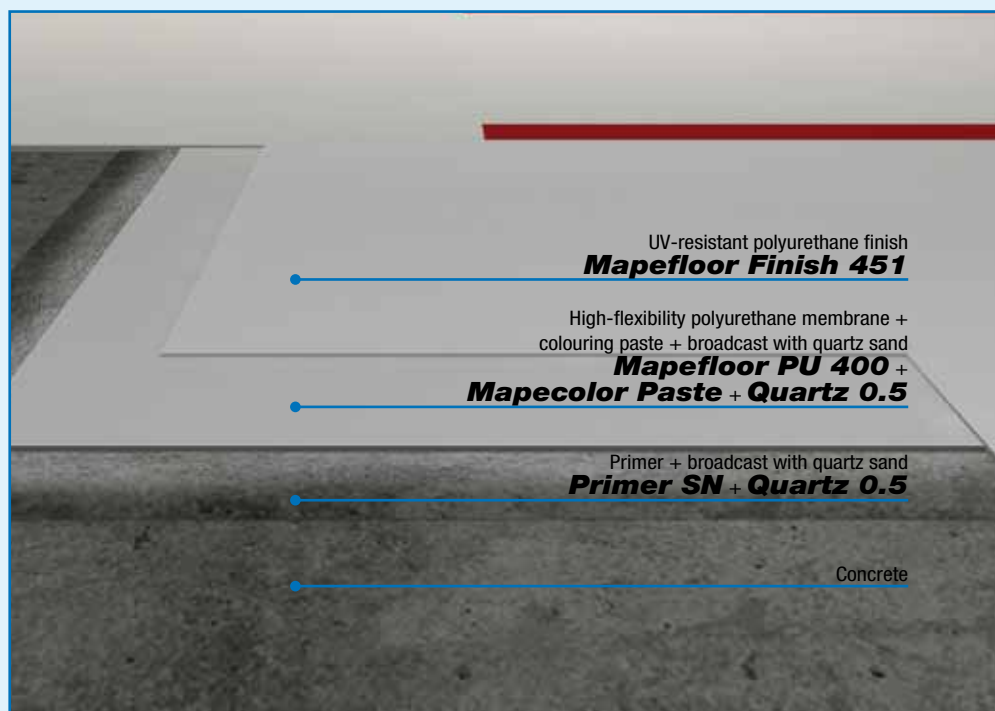 UV-resistant polyurethane finish
Mapefloor Finish 451
High-flexibility polyurethane membrane +
colouring paste + broadcast with quartz sand
Mapefloor PU 400 +
Mapecolor Paste + Quartz 0.5
Primer + broadcast with quartz sand
Primer SN + Quartz 0.5
Concrete